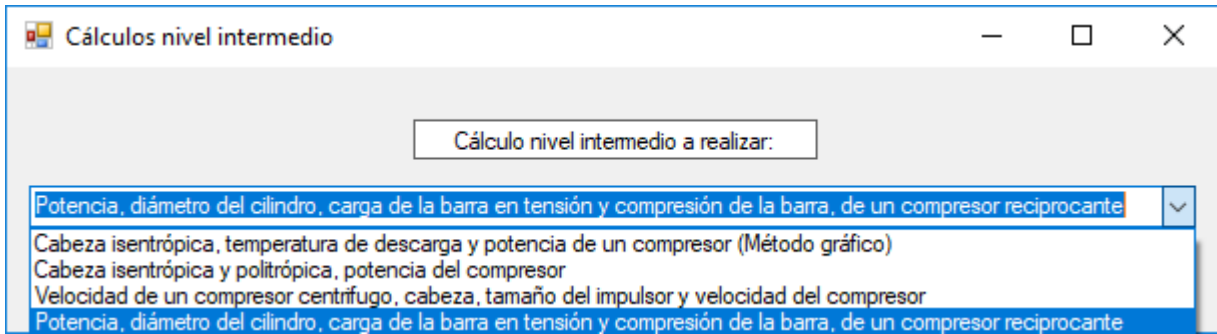 Cálculos nivel intermedio
Cálculo nivel intermedio a realizar:
Potencia, diámetro del cilindro, carga de la barra en tensión y compresión de la barra, de un compresor reciprocante
Cabeza isentrópica, temperatura de descarga y potencia de un compresor (Método gráfico)
Cabeza isentrópica y politrópica, potencia del compresor
Velocidad de un compresor centrifugo, cabeza, tamaño del impulsor y velocidad del compresor
Potencia, diámetro del cilindro, carga de la barra en tensión y compresión de la barra, de un compresor reciprocante